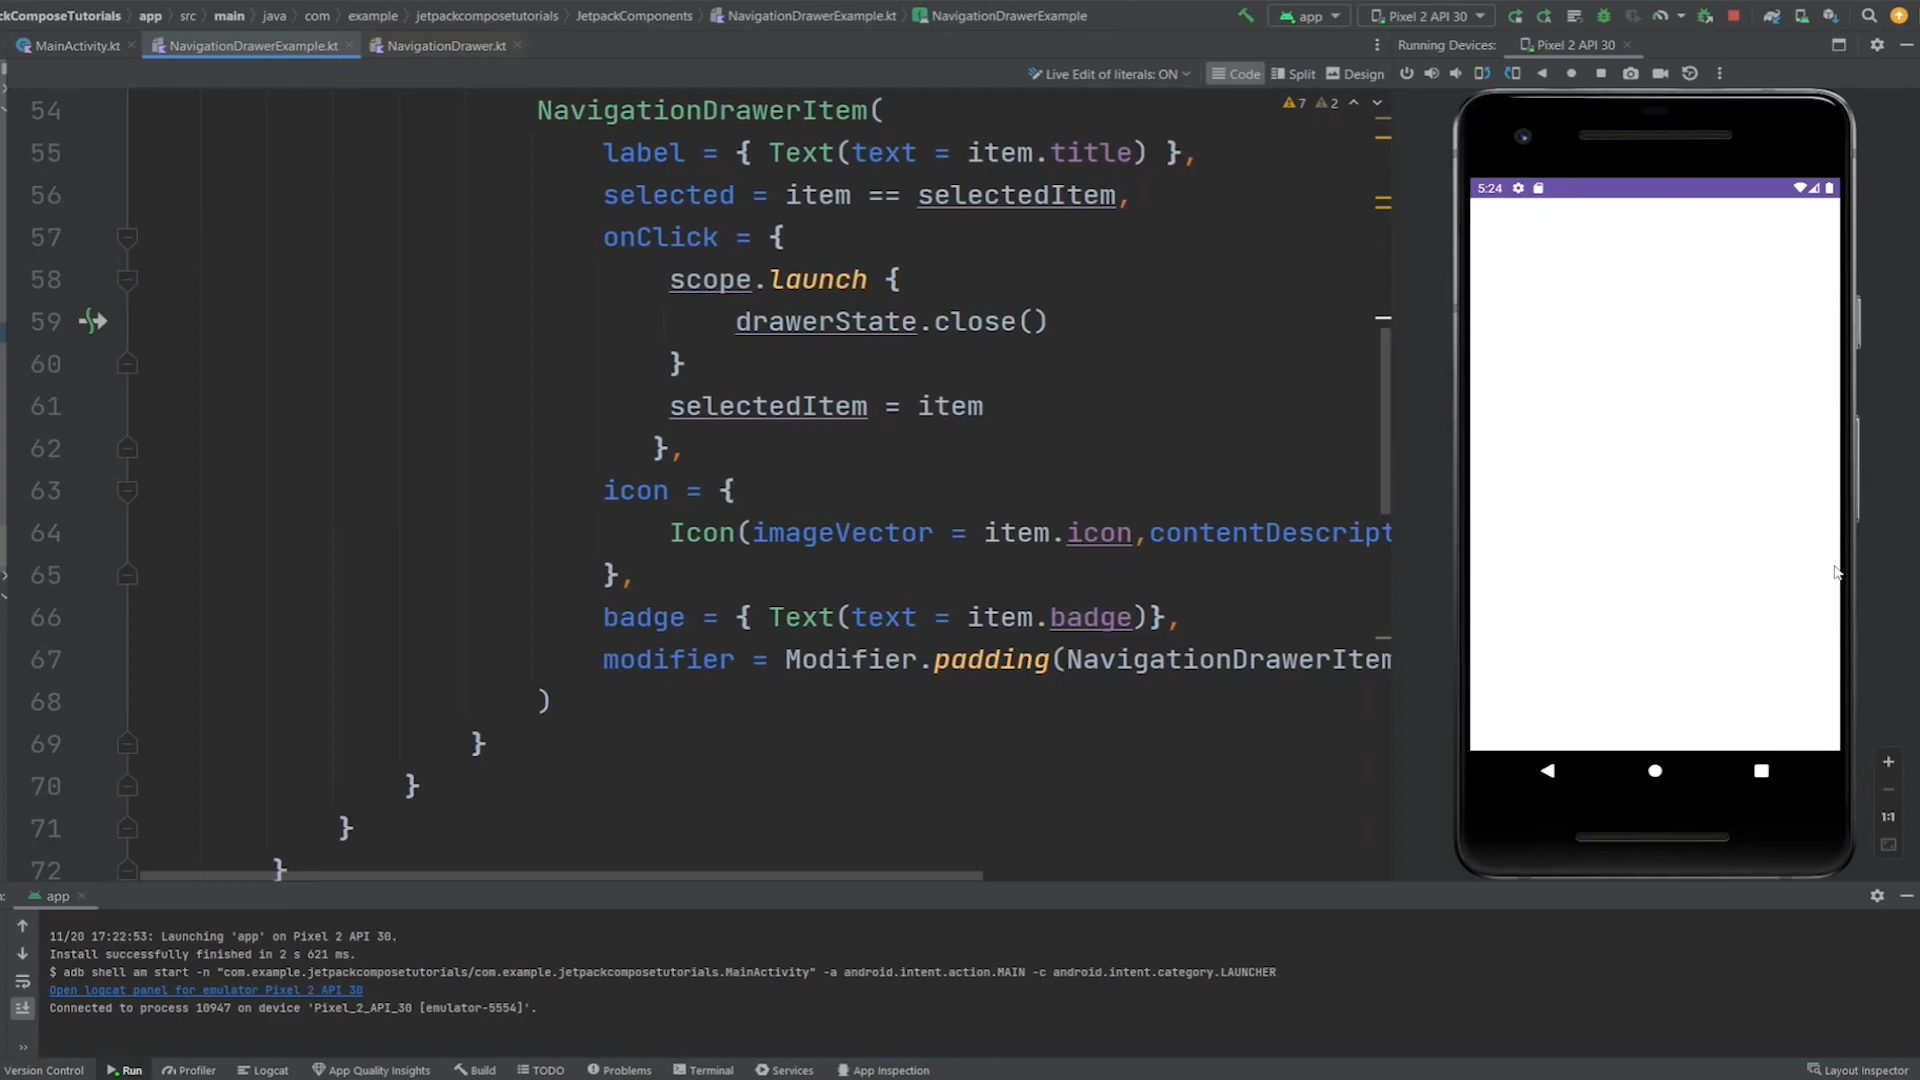 ckComposeTutorials app src main java com example jetpackcomposetutorials JetpackComponents NavigationDrawerExample.kt NavigationDrawerExample app Pixel 2 API 30
MainActivity.kt NavigationDrawerExample.kt NavigationDrawer.kt Running Devices: Pixel 2 API 30
Live Edit of literals: ON Code Split Design
7 2
54 NavigationDrawerItem(
55 label = { Text(text = item.title) },
56 selected = item == selectedItem,
57 onClick = {
58 scope.launch {
59 drawerState.close()
60 }
61 selectedItem = item
62 },
63 icon = {
64 Icon(imageVector = item.icon,contentDescript
65 },
66 badge = { Text(text = item.badge)},
67 modifier = Modifier.padding(NavigationDrawerItem
68 )
69 }
70 }
71 }
72 }
5:24
1:1
: app
11/20 17:22:53: Launching 'app' on Pixel 2 API 30.
Install successfully finished in 2 s 621 ms.
$ adb shell am start -n "com.example.jetpackcomposetutorials/com.example.jetpackcomposetutorials.MainActivity" -a android.intent.action.MAIN -c android.intent.category.LAUNCHER
Open logcat panel for emulator Pixel 2 API 30
Connected to process 10947 on device 'Pixel_2_API_30 [emulator-5554]'.
Version Control Run Profiler Logcat App Quality Insights Build TODO Problems Terminal Services App Inspection Layout Inspector